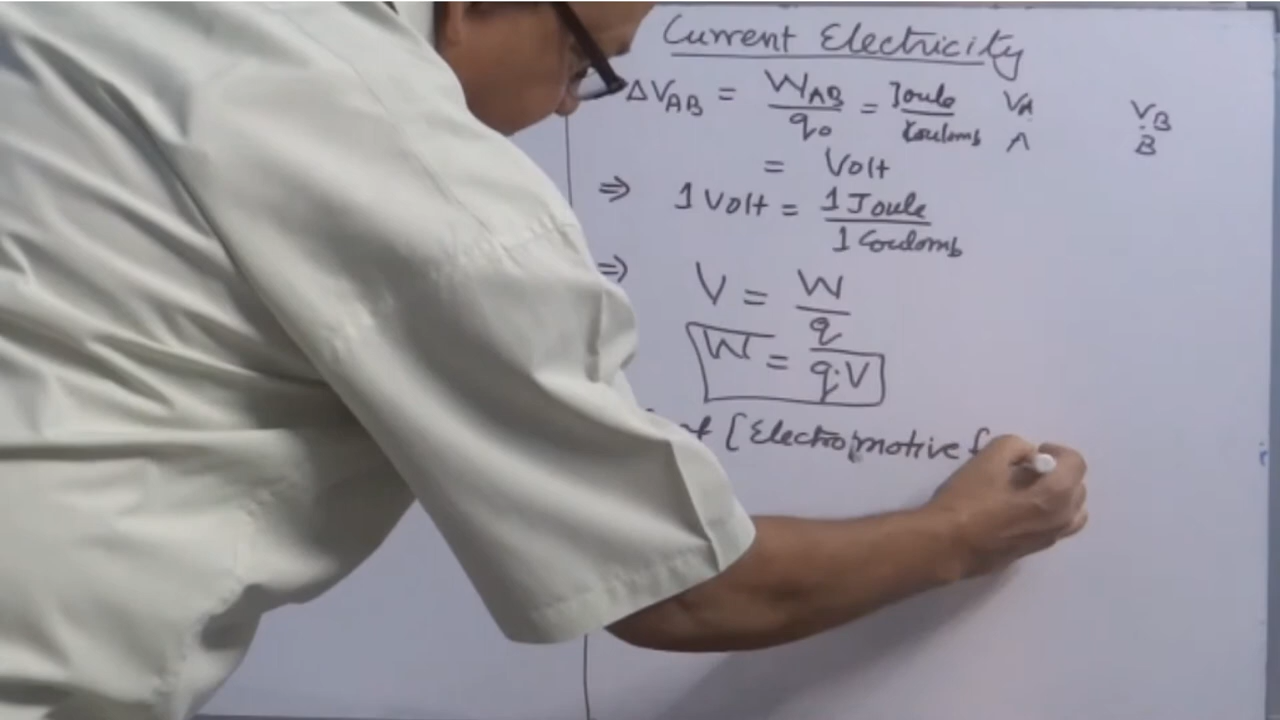 Current Electricity
ΔV_AB = W_AB / q₀ = Joule / Coulomb V_A V_B
A B
= Volt
⇒ 1 Volt = 1 Joule / 1 Coulomb
⇒ V = W / q
W = q.V
[Electromotive